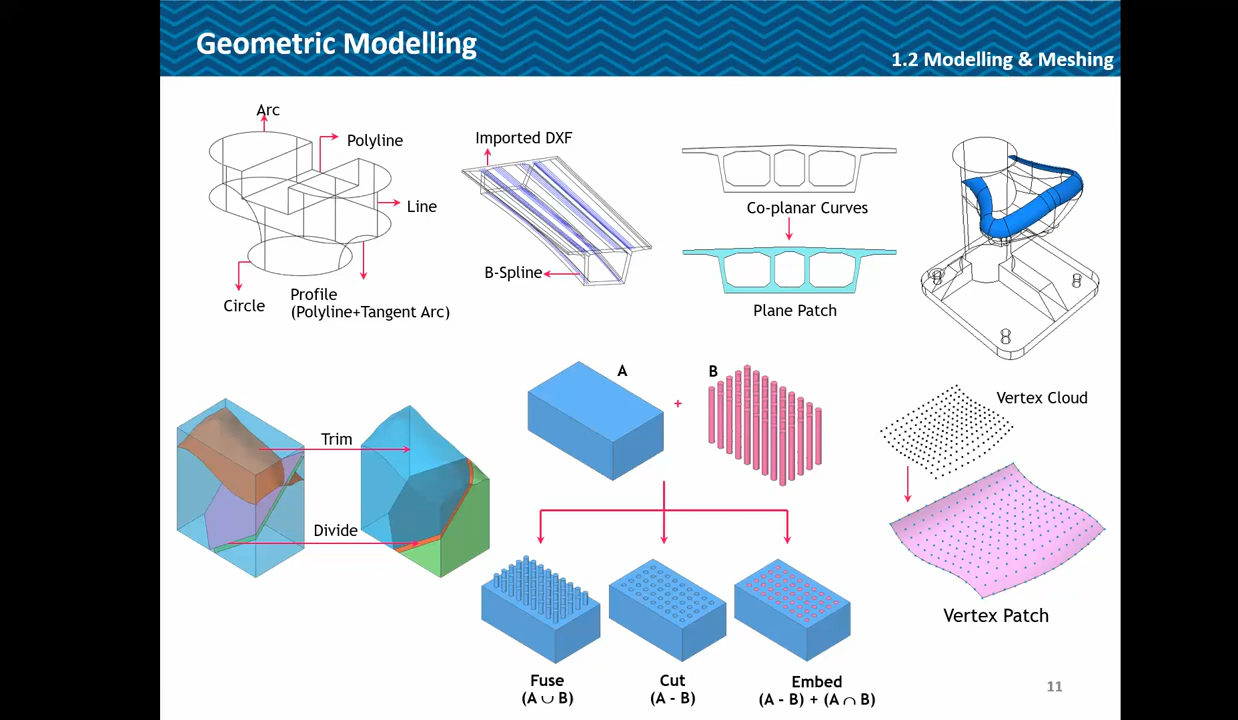 Geometric Modelling
1.2 Modelling & Meshing
Arc
Polyline
Line
Circle
Profile
(Polyline+Tangent Arc)
Imported DXF
B-Spline
Co-planar Curves
Plane Patch
Trim
Divide
A
+
B
Fuse
(A ∪ B)
Cut
(A - B)
Embed
(A - B) + (A ∩ B)
Vertex Cloud
Vertex Patch
11